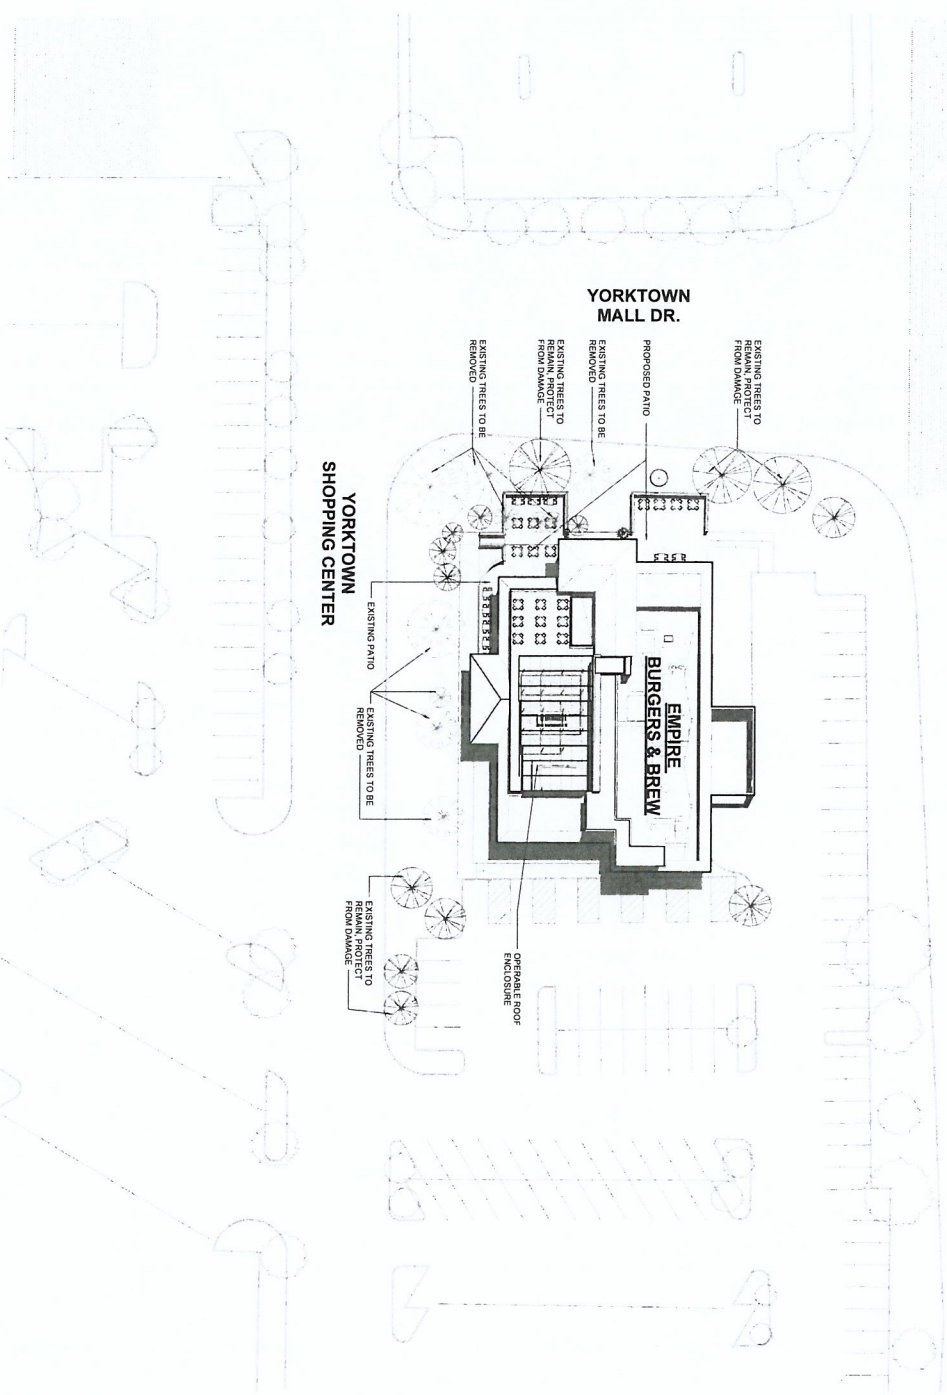 YORKTOWN
MALL DR.
EXISTING TREES TO BE
REMOVED
EXISTING TREES TO
REMAIN, PROTECT
FROM DAMAGE
EXISTING TREES TO BE
REMOVED
PROPOSED PATIO
EXISTING TREES TO
REMAIN, PROTECT
FROM DAMAGE
YORKTOWN
SHOPPING CENTER
EXISTING PATIO
EXISTING TREES TO BE
REMOVED
EMPIRE
BURGERS & BREW
EXISTING TREES TO
REMAIN, PROTECT
FROM DAMAGE
OPERABLE ROOF
ENCLOSURE